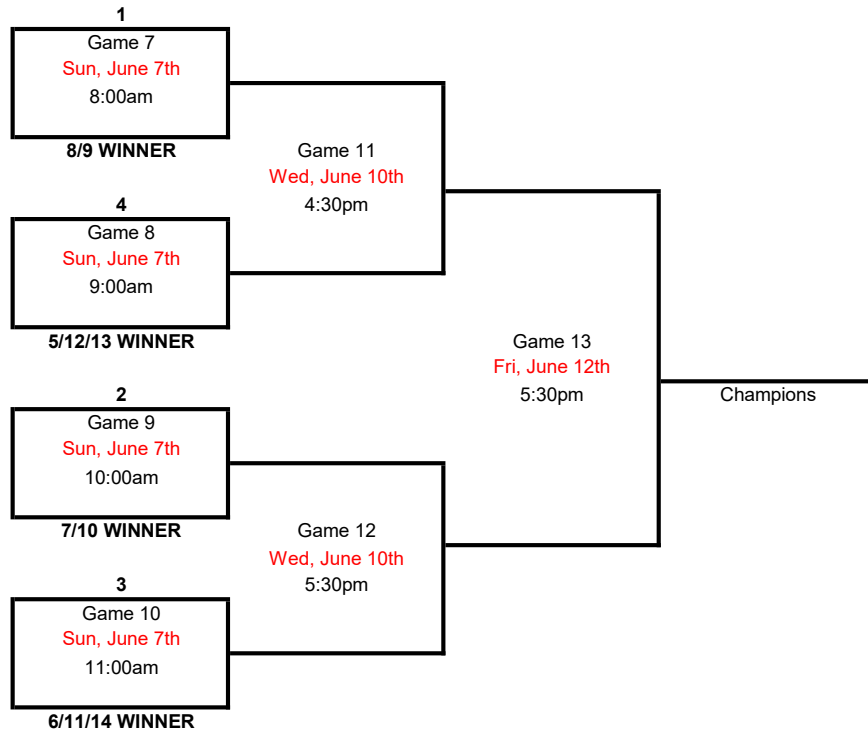 1
Game 7
Sun, June 7th
8:00am
8/9 WINNER
4
Game 8
Sun, June 7th
9:00am
5/12/13 WINNER
2
Game 9
Sun, June 7th
10:00am
7/10 WINNER
3
Game 10
Sun, June 7th
11:00am
6/11/14 WINNER
Game 11
Wed, June 10th
4:30pm
Game 12
Wed, June 10th
5:30pm
Game 13
Fri, June 12th
5:30pm
Champions